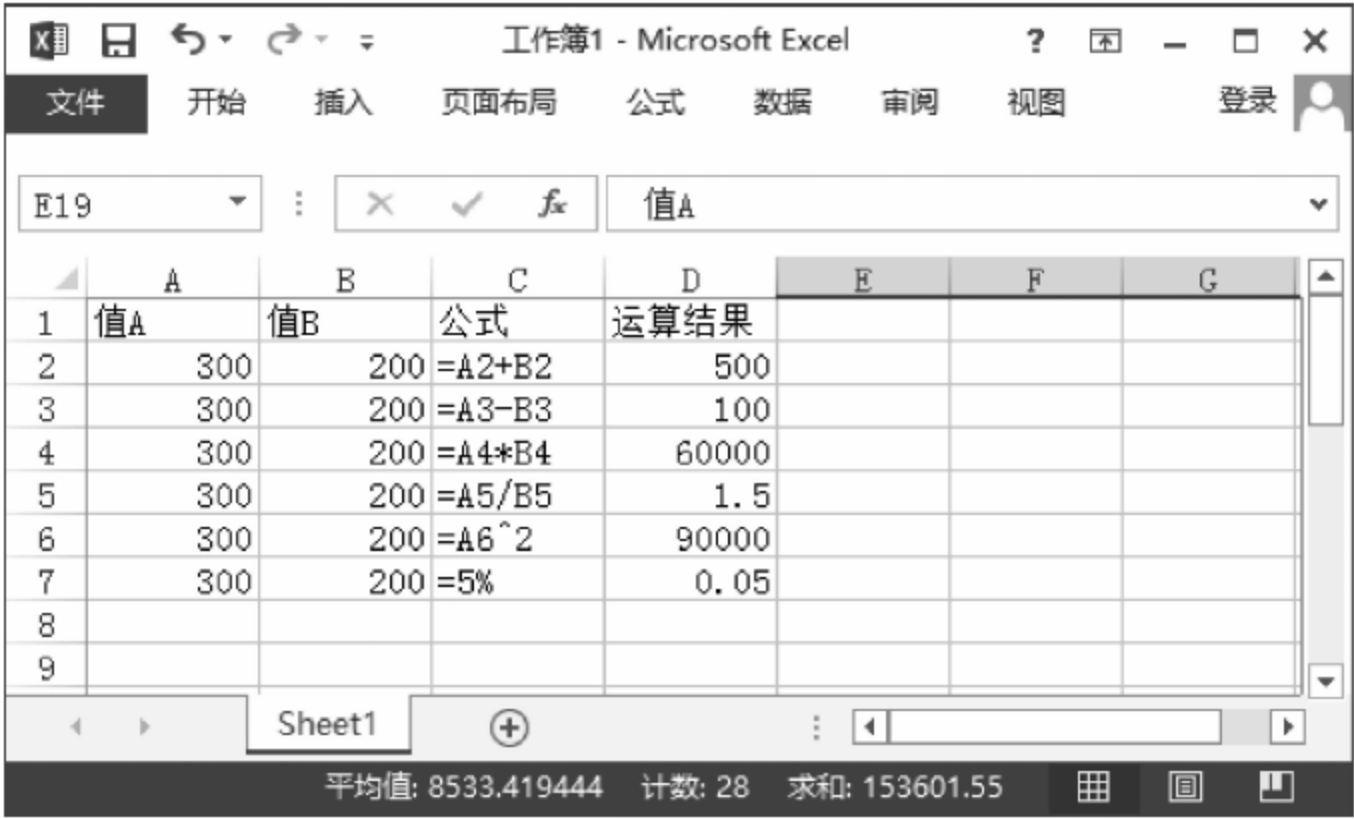 工作簿1 - Microsoft Excel ?
文件 开始 插入 页面布局 公式 数据 审阅 视图 登录
E19 fx 值A
A B C D E F G
1 值A 值B 公式 运算结果
2 300 200 =A2+B2 500
3 300 200 =A3-B3 100
4 300 200 =A4*B4 60000
5 300 200 =A5/B5 1.5
6 300 200 =A6^2 90000
7 300 200 =5% 0.05
8
9
Sheet1
平均值: 8533.419444 计数: 28 求和: 153601.55